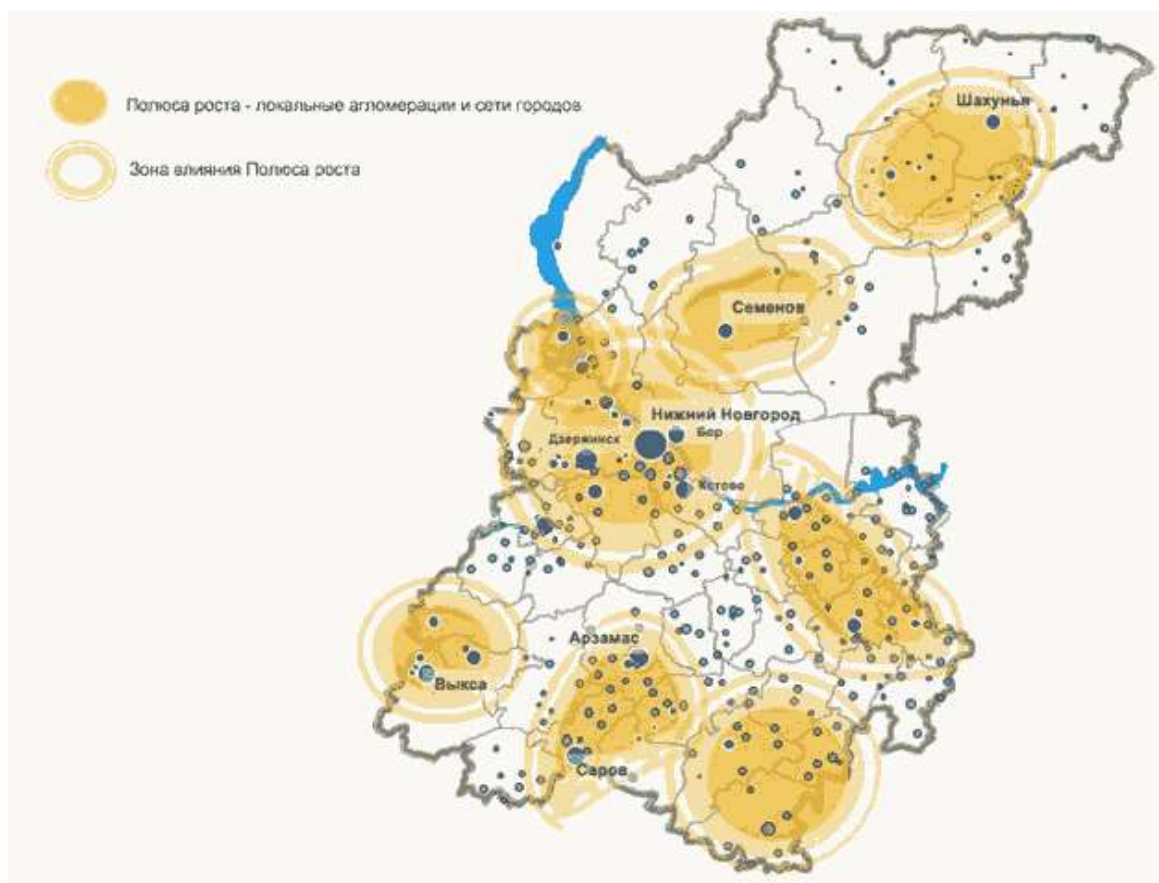 Полюса роста - локальные агломерации и сети городов
Зона влияния Полюса роста
Шахунья
Семенов
Нижний Новгород
Бор
Дзержинск
Кстово
Арзамас
Выкса
Саров